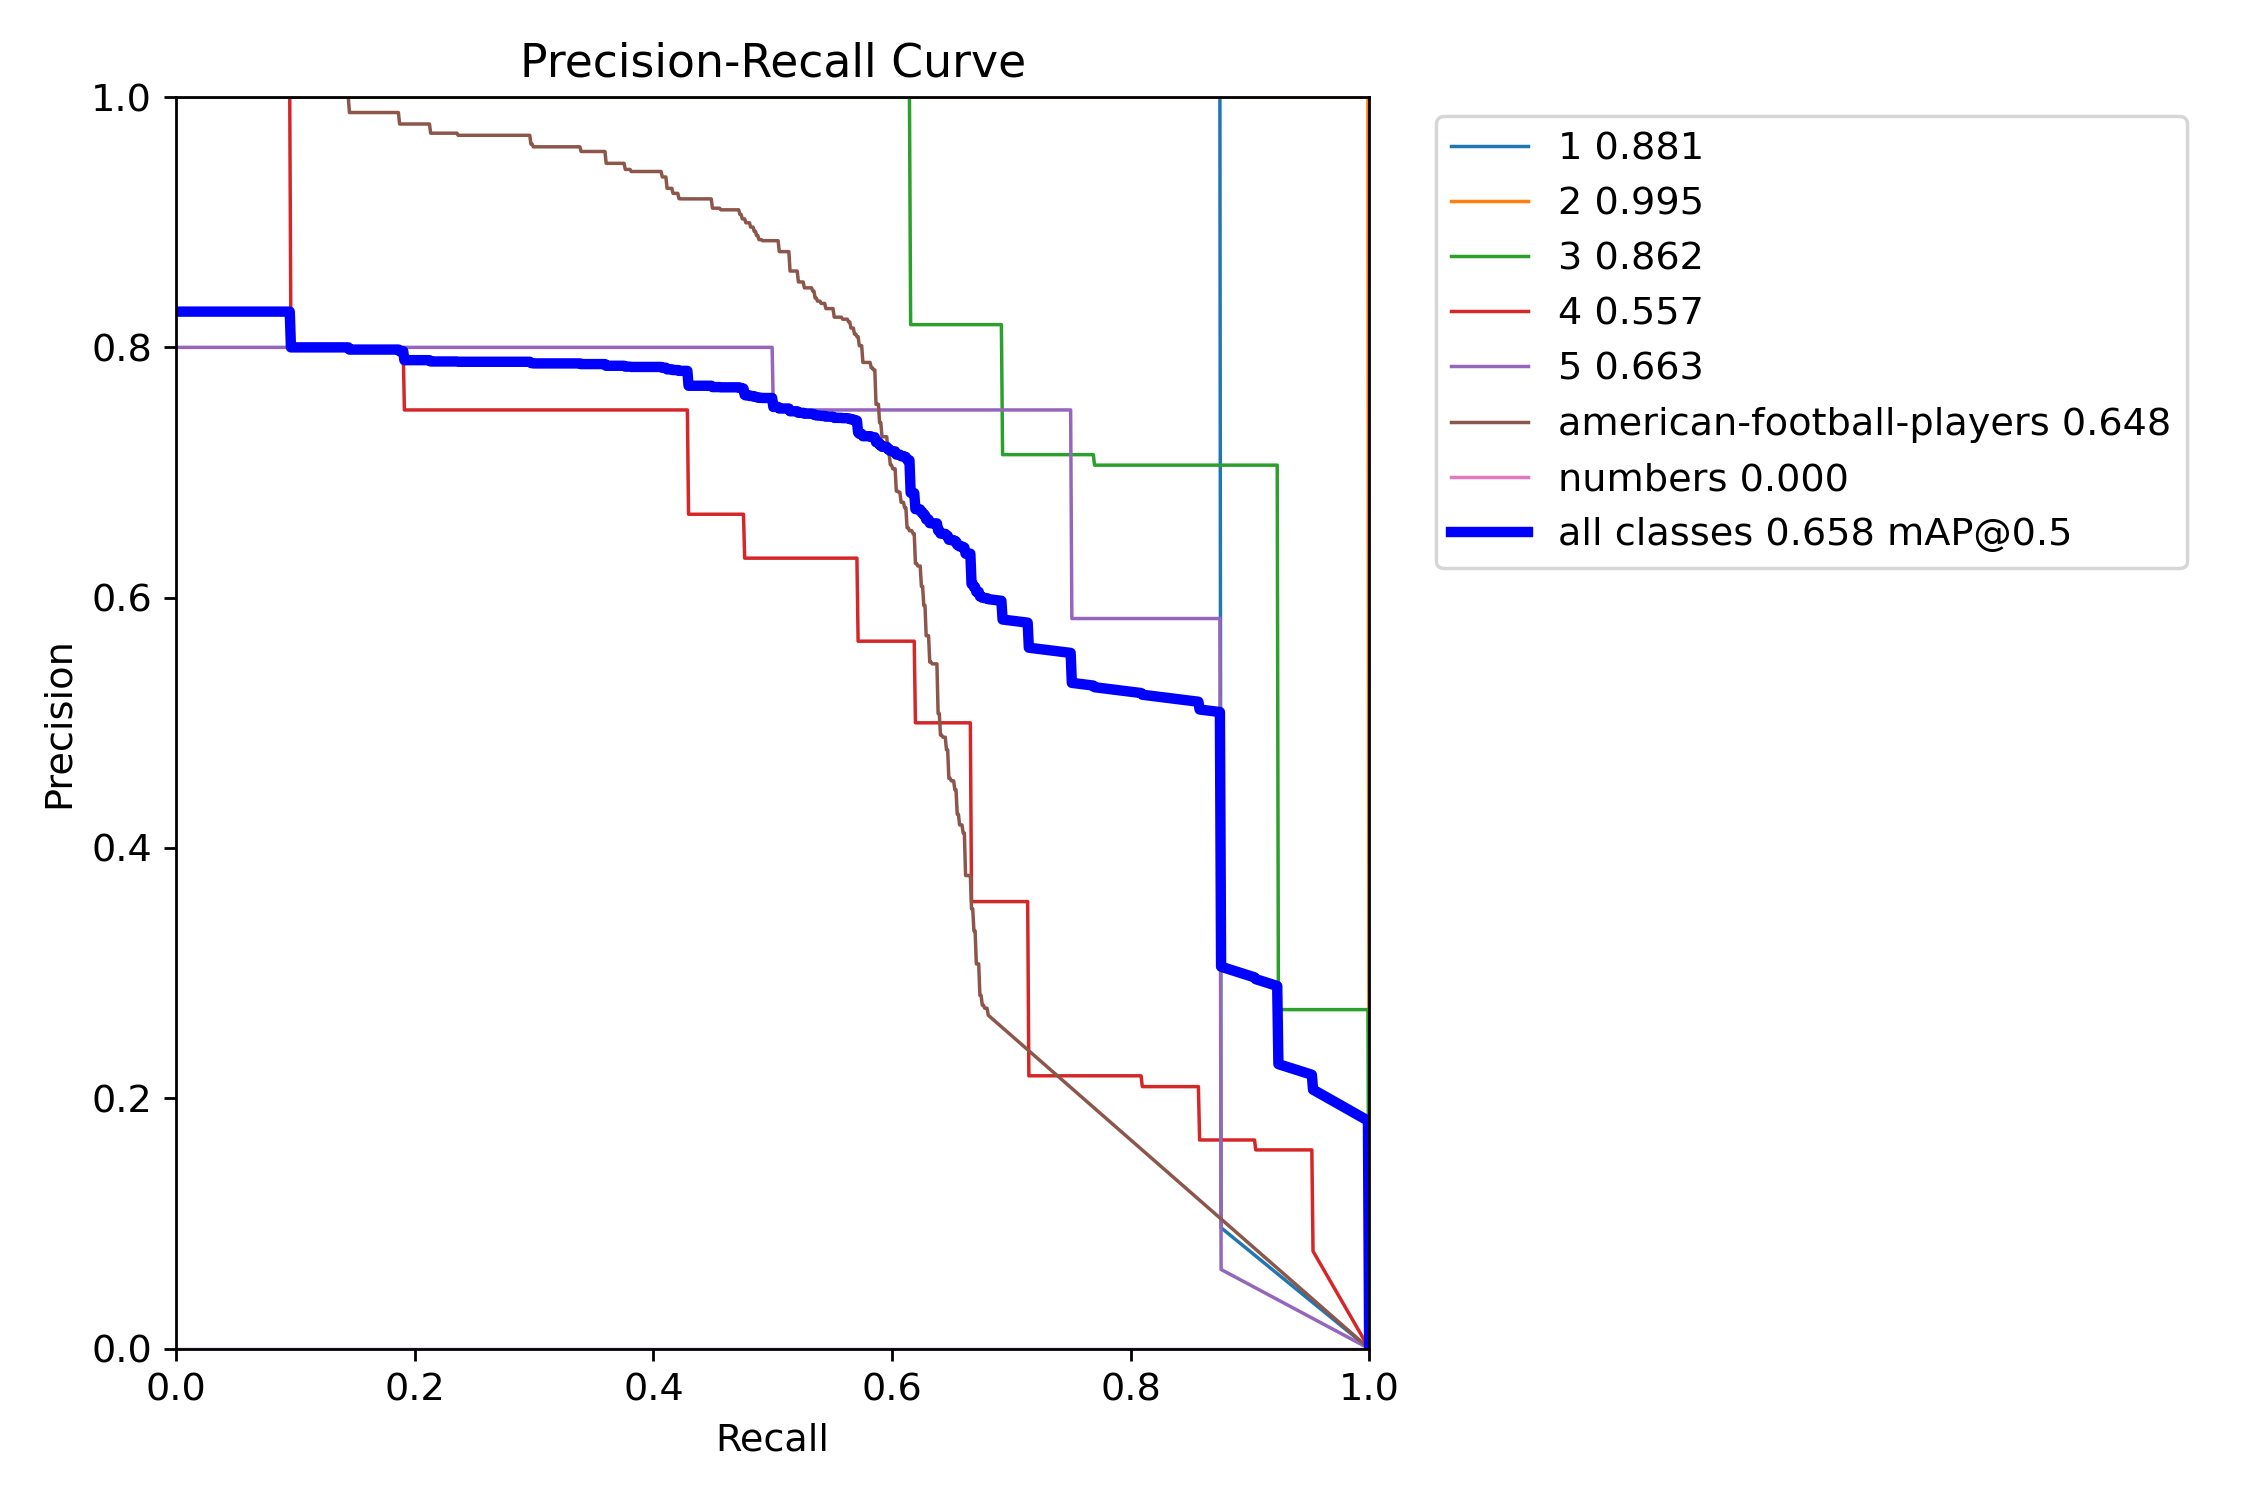 Precision-Recall Curve
1.0
0.8
0.6
0.4
0.2
0.0
Precision
0.0 0.2 0.4 0.6 0.8 1.0
Recall
1 0.881
2 0.995
3 0.862
4 0.557
5 0.663
american-football-players 0.648
numbers 0.000
all classes 0.658 mAP@0.5